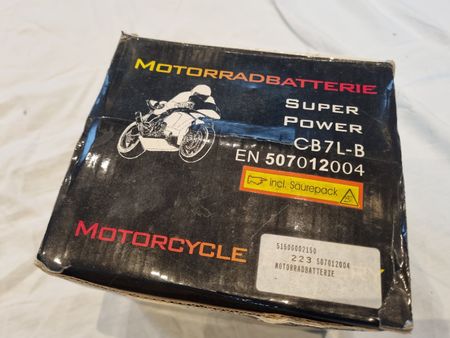 MOTORRADBATTERIE
SUPER
POWER
CB7L-B
EN 507012004
incl. Säurepack
MOTORCYCLE
51500002150
223 507012004
MOTORRADBATTERIE